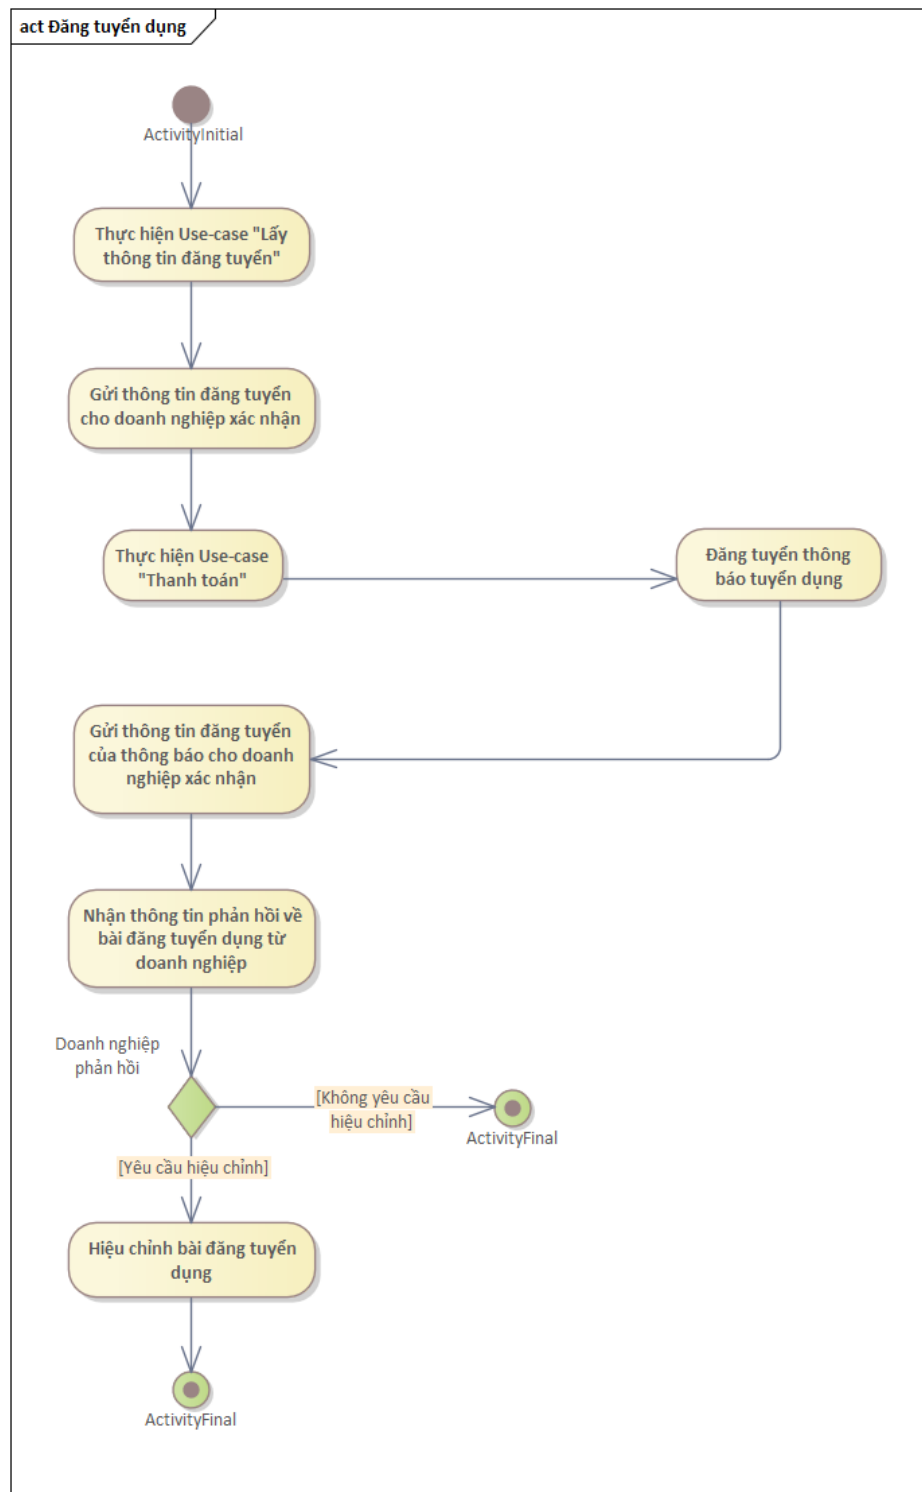 act Đăng tuyển dụng
ActivityInitial
Thực hiện Use-case "Lấy
thông tin đăng tuyển"
Gửi thông tin đăng tuyển
cho doanh nghiệp xác nhận
Thực hiện Use-case
"Thanh toán"
Đăng tuyển thông
báo tuyển dụng
Gửi thông tin đăng tuyển
của thông báo cho doanh
nghiệp xác nhận
Nhận thông tin phản hồi về
bài đăng tuyển dụng từ
doanh nghiệp
Doanh nghiệp
phản hồi
[Không yêu cầu
hiệu chỉnh]
ActivityFinal
[Yêu cầu hiệu chỉnh]
Hiệu chỉnh bài đăng tuyển
dụng
ActivityFinal